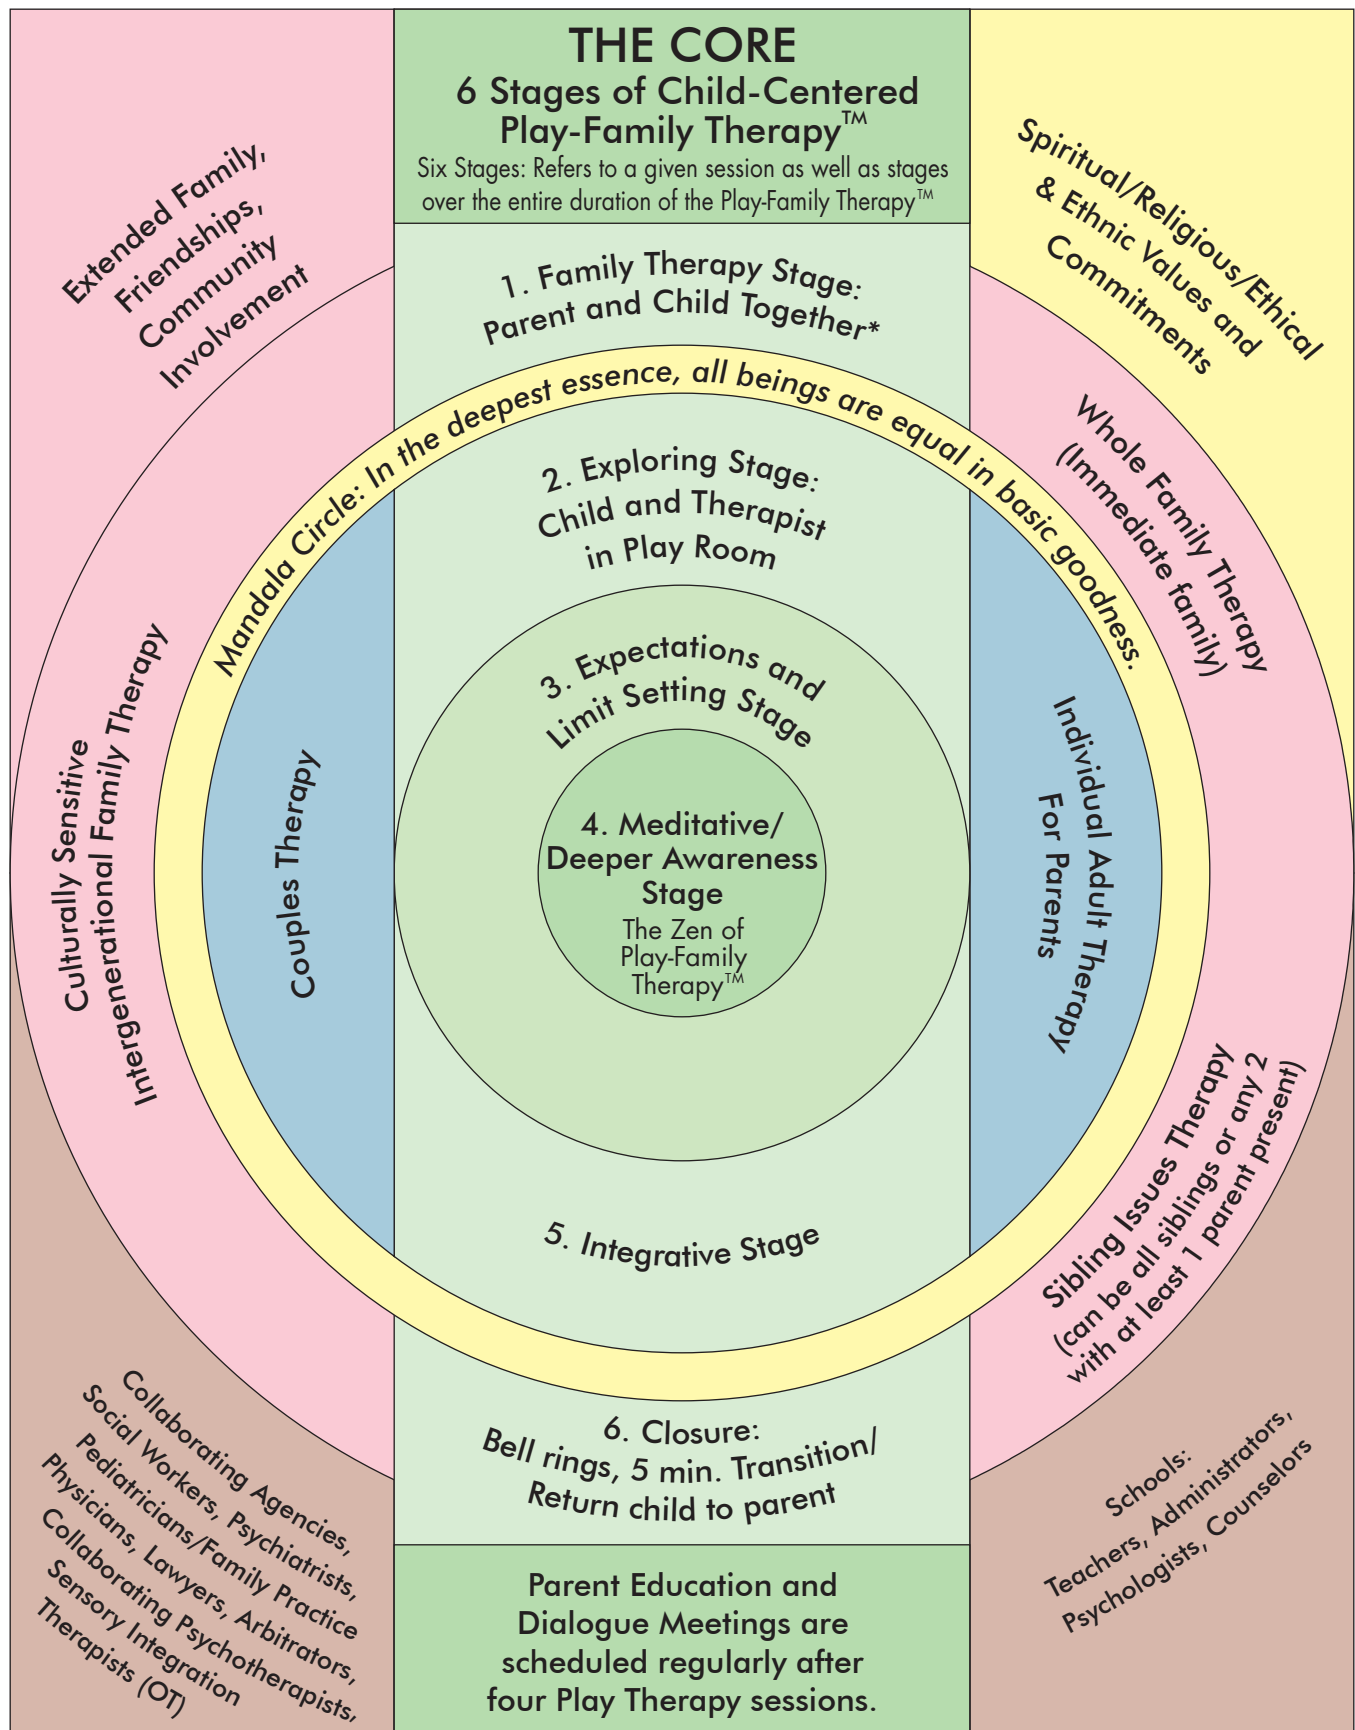 THE CORE
6 Stages of Child-Centered
Play-Family Therapy™
Six Stages: Refers to a given session as well as stages
over the entire duration of the Play-Family Therapy™
Extended Family,
Friendships,
Community
Involvement
Spiritual/Religious/Ethical
& Ethnic Values and
Commitments
1. Family Therapy Stage:
Parent and Child Together*
Mandala Circle: In the deepest essence, all beings are equal in basic goodness.
2. Exploring Stage:
Child and Therapist
in Play Room
Whole Family Therapy
(Immediate family)
3. Expectations and
Limit Setting Stage
Culturally Sensitive
Intergenerational Family Therapy
Couples Therapy
4. Meditative/
Deeper Awareness
Stage
The Zen of
Play-Family
Therapy™
Individual Adult Therapy
For Parents
5. Integrative Stage
Sibling Issues Therapy
(can be all siblings or any 2
with at least 1 parent present)
6. Closure:
Bell rings, 5 min. Transition/
Return child to parent
Collaborating Agencies,
Social Workers, Psychiatrists,
Pediatricians/Family Practice
Physicians, Lawyers, Arbitrators,
Collaborating Psychotherapists,
Sensory Integration
Therapists (OT)
Schools:
Teachers, Administrators,
Psychologists, Counselors
Parent Education and
Dialogue Meetings are
scheduled regularly after
four Play Therapy sessions.